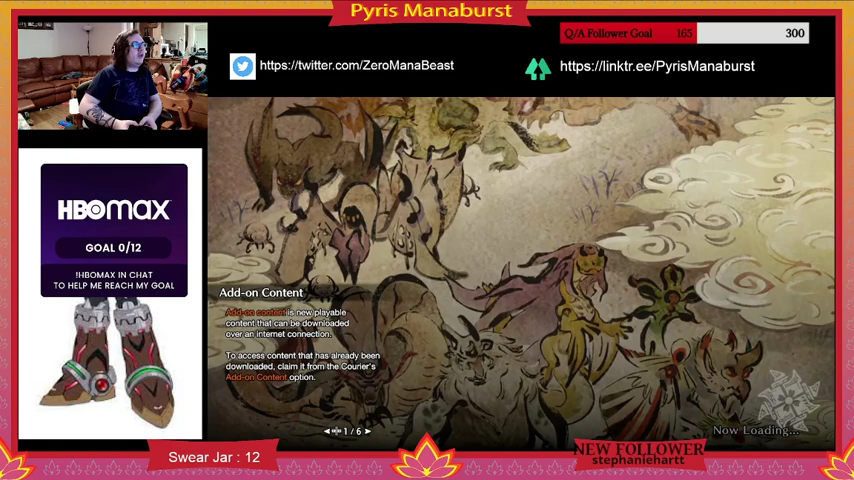 Pyris Manaburst
Q/A Follower Goal 165 300
https://twitter.com/ZeroManaBeast
https://linktr.ee/PyrisManaburst
HBOmax
GOAL 0/12
!HBOMAX IN CHAT
TO HELP ME REACH MY GOAL
Add-on Content
Add-on content is new playable
content that can be downloaded
over an internet connection.
To access content that has already been
downloaded, claim it from the Courier's
Add-on Content option.
1 / 6
Now Loading...
Swear Jar : 12
NEW FOLLOWER
stephaniehartt